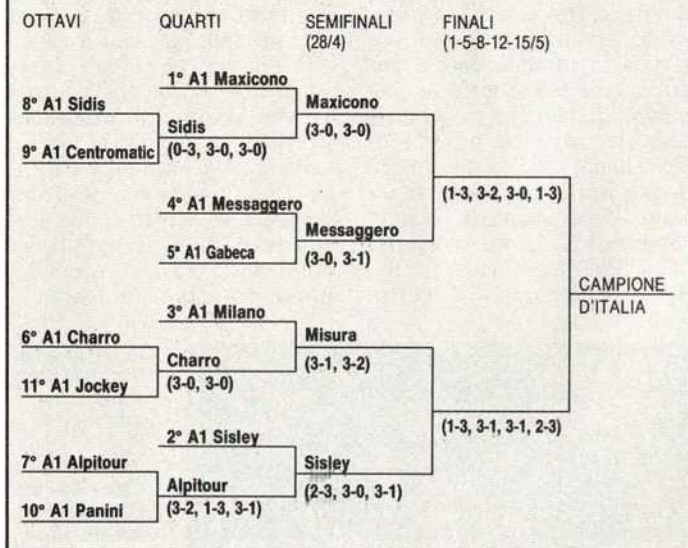 OTTAVI
QUARTI
SEMIFINALI
(28/4)
FINALI
(1-5-8-12-15/5)
8° A1 Sidis
9° A1 Centromatic
6° A1 Charro
11° A1 Jockey
7° A1 Alpitour
10° A1 Panini
1° A1 Maxicono
Sidis
(0-3, 3-0, 3-0)
4° A1 Messaggero
5ª A1 Gabeca
3° A1 Milano
Charro
(3-0, 3-0)
2° A1 Sisley
Alpitour
(3-2, 1-3, 3-1)
Maxicono
(3-0, 3-0)
Messaggero
(3-0, 3-1)
Misura
(3-1, 3-2)
Sisley
(2-3, 3-0, 3-1)
(1-3, 3-2, 3-0, 1-3)
(1-3, 3-1, 3-1, 2-3)
CAMPIONE
D'ITALIA